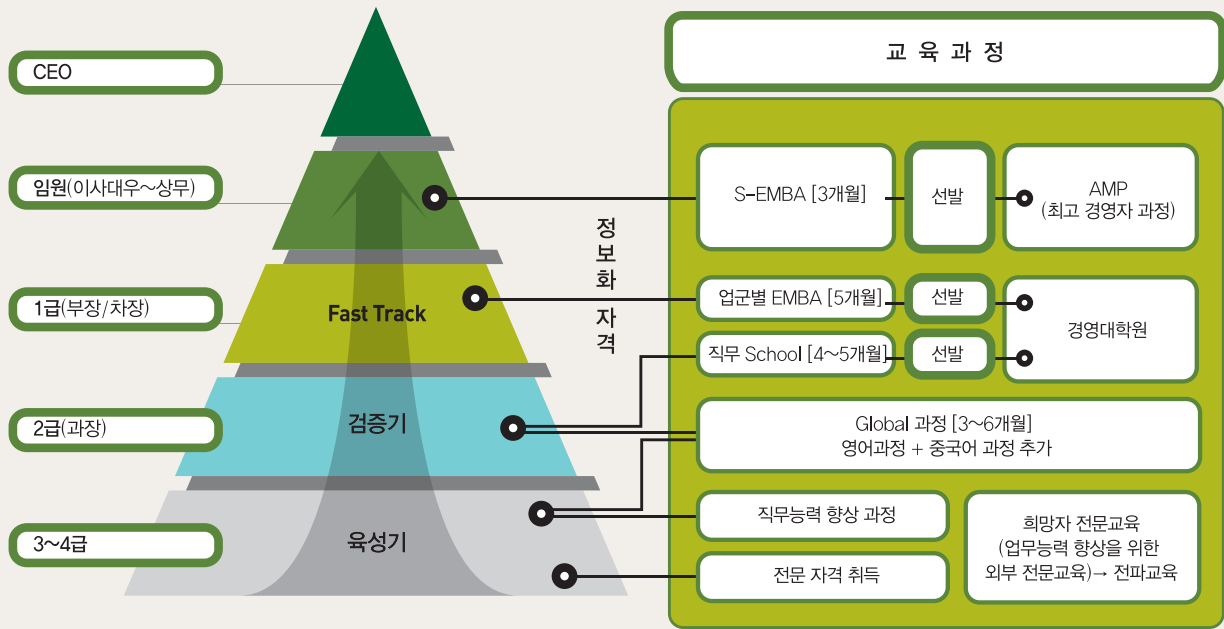 교 육 과 정
CEO
임원(이사대우~상무)
1급(부장/차장)
2급(과장)
3~4급
Fast Track
검증기
육성기
정보화 자격
S-EMBA [3개월]
선발
AMP
(최고 경영자 과정)
업군별 EMBA [5개월]
선발
직무 School [4~5개월]
선발
경영대학원
Global 과정 [3~6개월]
영어과정 + 중국어 과정 추가
직무능력 향상 과정
전문 자격 취득
희망자 전문교육
(업무능력 향상을 위한
외부 전문교육)→ 전파교육